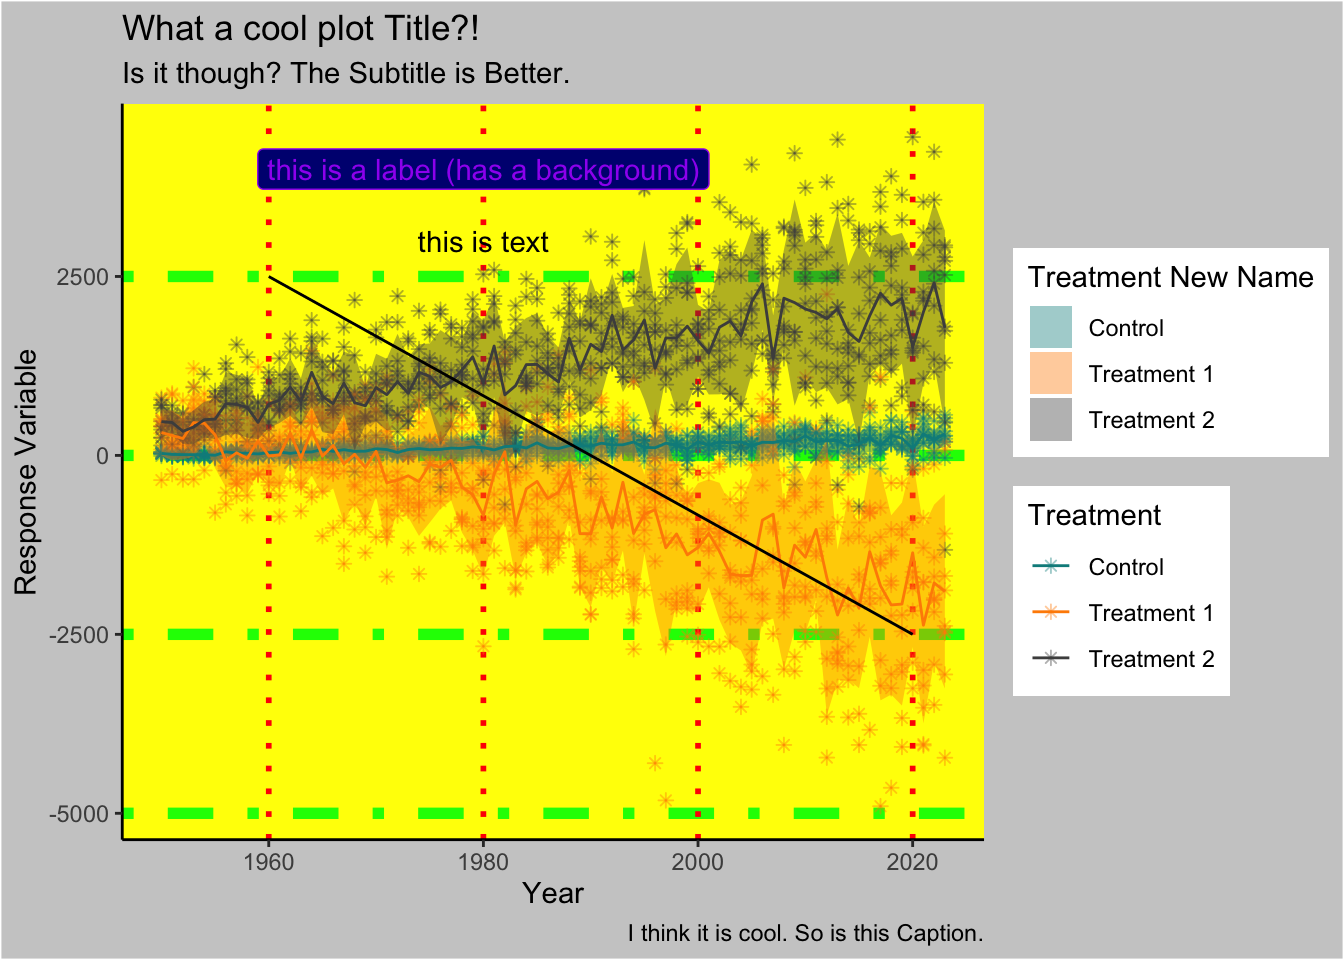 What a cool plot Title?!
Is it though? The Subtitle is Better.
this is a label (has a background)
this is text
2500
0
-2500
-5000
Response Variable
1960
1980
2000
2020
Year
I think it is cool. So is this Caption.
Treatment New Name
Control
Treatment 1
Treatment 2
Treatment
Control
Treatment 1
Treatment 2